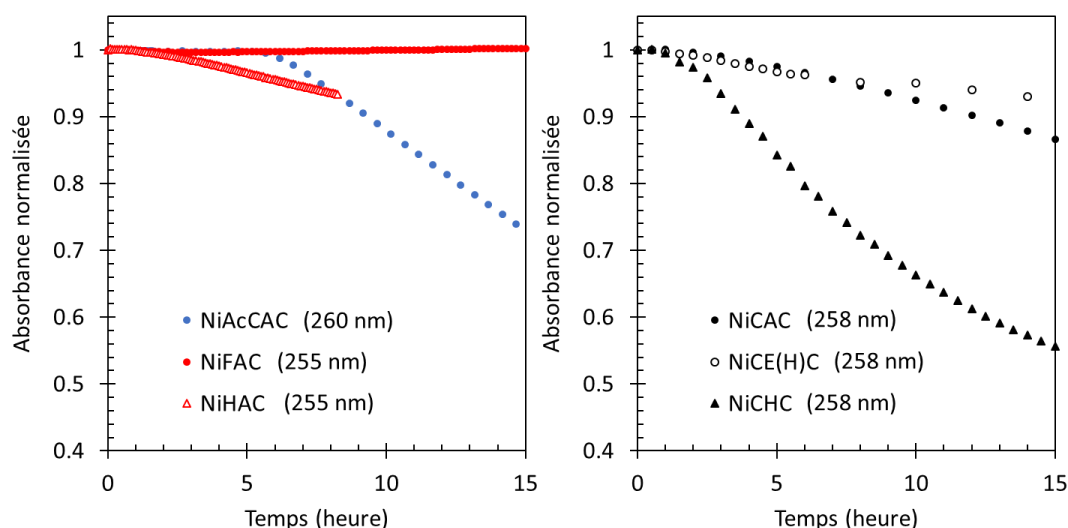 Absorbance normalisée
1
0.9
0.8
0.7
0.6
0.5
0.4
NiAcCAC (260 nm)
NiFAC (255 nm)
NiHAC (255 nm)
0 5 10 15
Temps (heure)
Absorbance normalisée
1
0.9
0.8
0.7
0.6
0.5
0.4
NiCAC (258 nm)
NiCE(H)C (258 nm)
NiCHC (258 nm)
0 5 10 15
Temps (heure)